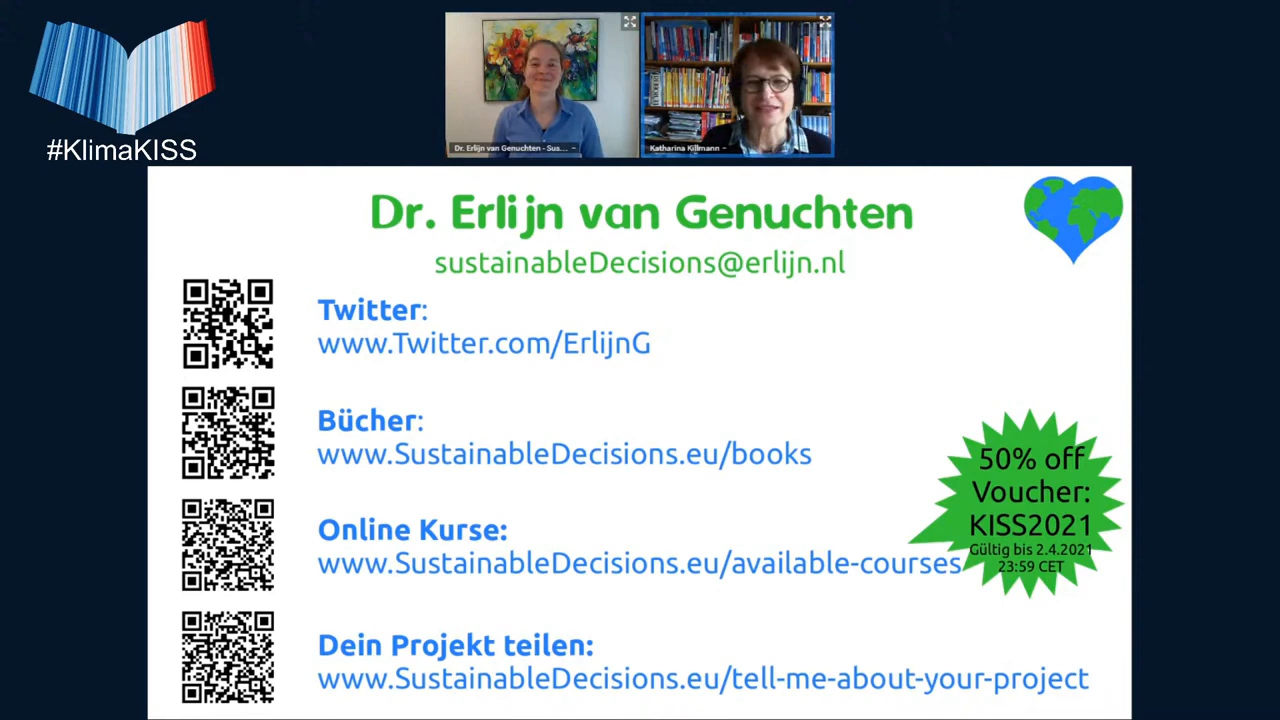 #KlimaKISS
Dr. Erlijn van Genuchten - Sus...
Katharina Killmann
Dr. Erlijn van Genuchten
sustainableDecisions@erlijn.nl
Twitter:
www.Twitter.com/ErlijnG
Bücher:
www.SustainableDecisions.eu/books
Online Kurse:
www.SustainableDecisions.eu/available-courses
50% off
Voucher:
KISS2021
Gültig bis 2.4.2021
23:59 CET
Dein Projekt teilen:
www.SustainableDecisions.eu/tell-me-about-your-project